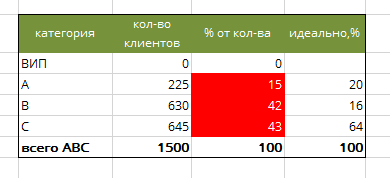 категория кол-во клиентов % от кол-ва идеально,%
ВИП 0 0
A 225 15 20
B 630 42 16
C 645 43 64
всего ABC 1500 100 100